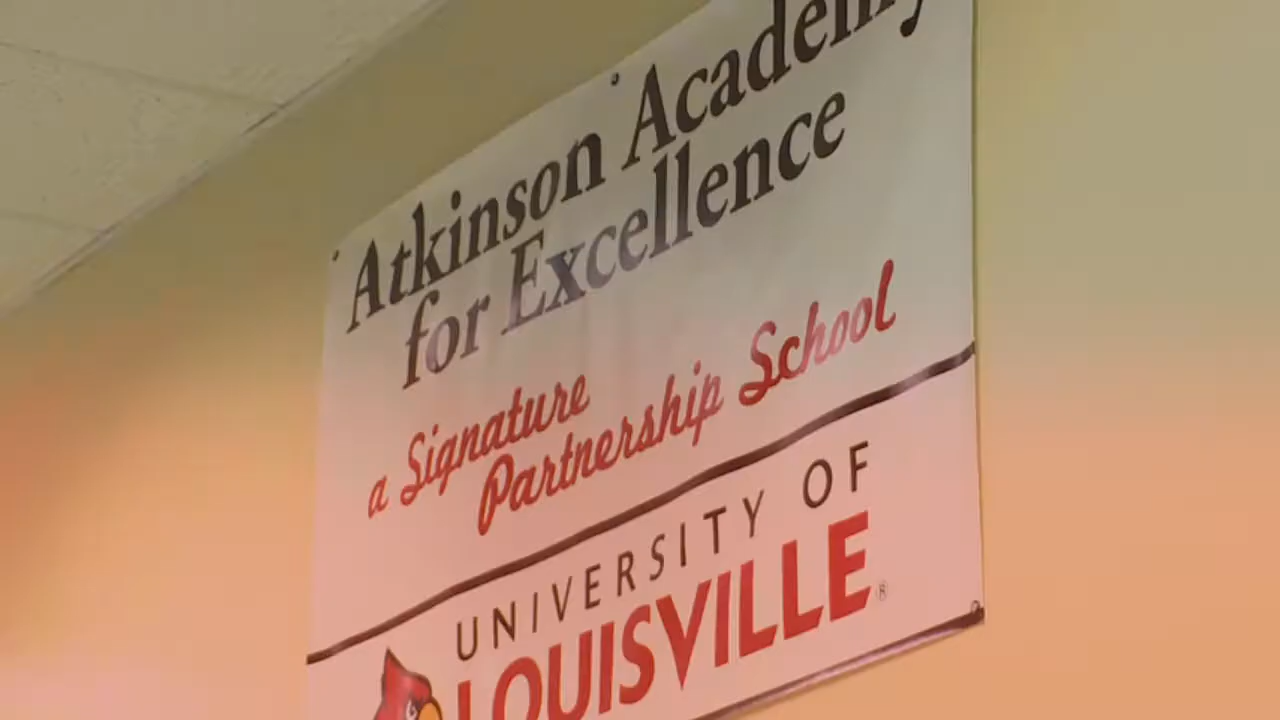 Atkinson Academy
for Excellence
a Signature
Partnership School
UNIVERSITY OF
LOUISVILLE®